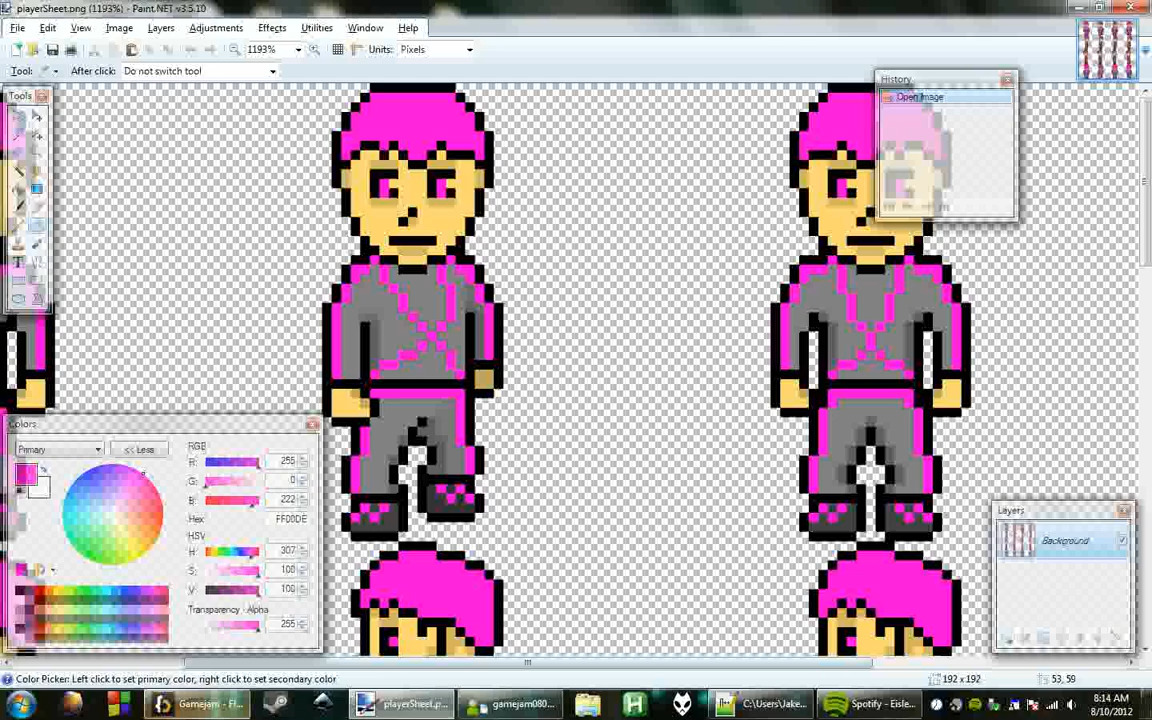 playerSheet.png (1193%) - Paint.NET v3.5.10
File Edit View Image Layers Effects Adjustments Utilities Window Help
1193% Units: Pixels
Tool: After click: Do not switch tool
Tools
History
Open Image
Colors
Primary << Less
RGB
R: 255
G: 0
B: 222
Hex FF00DE
HSV
H: 307
S: 100
V: 100
Transparency - Alpha
255
Layers
Background
Color Picker: Left click to set primary color, right click to set secondary color
192 x 192 53, 59
Gamejam - Fl...
playerSheet.p...
gamejam080...
C:\Users\Jake...
Spotify - Eisle...
8:14 AM
8/10/2012